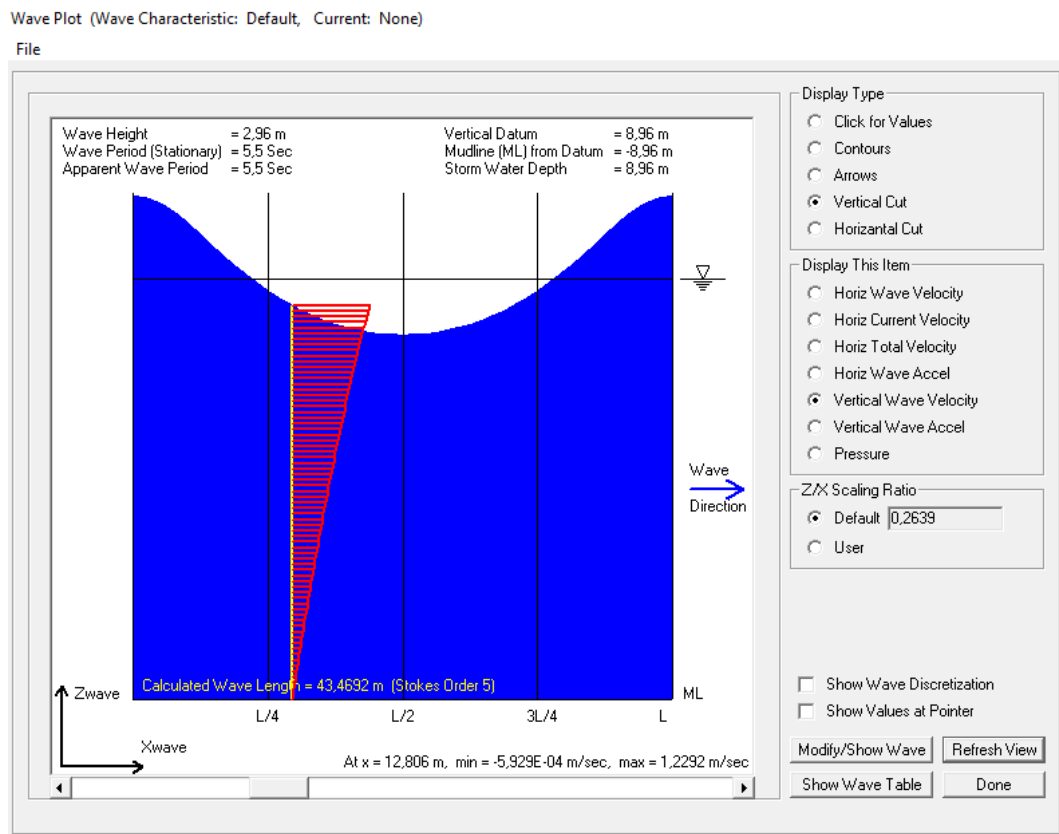 Wave Plot (Wave Characteristic: Default, Current: None)
File
Wave Height = 2,96 m
Wave Period (Stationary) = 5,5 Sec
Apparent Wave Period = 5,5 Sec
Vertical Datum = 8,96 m
Mudline (ML) from Datum = -8,96 m
Storm Water Depth = 8,96 m
Wave
Direction
Calculated Wave Length = 43,4692 m (Stokes Order 5)
Zwave
ML
L/4
L/2
3L/4
L
Xwave
At x = 12,806 m, min = -5,929E-04 m/sec, max = 1,2292 m/sec
Display Type
Click for Values
Contours
Arrows
Vertical Cut
Horizantal Cut
Display This Item
Horiz Wave Velocity
Horiz Current Velocity
Horiz Total Velocity
Horiz Wave Accel
Vertical Wave Velocity
Vertical Wave Accel
Pressure
Z/X Scaling Ratio
Default 0,2639
User
Show Wave Discretization
Show Values at Pointer
Modify/Show Wave
Refresh View
Show Wave Table
Done